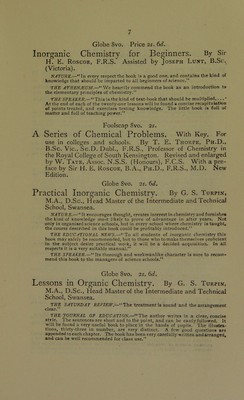 7
Globe 8vo. Price 2s. 6d.
Inorganic Chemistry for Beginners. By Sir
H. E. ROSCOE, F.R.S. Assisted by JOSEPH LUNT, B.Sc.,
(Victoria).
NATURE.—"In every respect the book is a good one, and contains the kind of
knowledge that should be imparted to all beginners of science."
THE ATHENÆUM.—"We heartily commend the book as an introduction to
the elementary principles of chemistry."
THE SPEAKER.—"This is the kind of text-book that should be multiplied. . . .
At the end of each of the twenty-one lessons will be found a concise recapitulation
of points treated, and questions testing knowledge. The little book is full of
matter and full of teaching power."
Foolscap 8vo. 2s.
A Series of Chemical Problems. With Key. For
use in colleges and schools. By T. E. THORPE, Ph.D.,
B.Sc. Vic., Sc.D. Dubl., F.R.S., Professor of Chemistry in
the Royal College of South Kensington. Revised and enlarged
by W. TATE, Assoc. N.S.S. (Honours), F.C.S. With a Pre-
face by Sir H. E. ROSCOE, B.A., Ph.D., F.R.S., M.D. New
Edition.
Globe 8vo. 2s. 6d.
Practical Inorganic Chemistry. By G. S. TURPIN,
M.A., D.Sc., Head Master of the Intermediate and Technical
School, Swansea.
NATURE.—"It encourages thought, creates interest in chemistry and furnishes
the kind of knowledge most likely to prove of advantage in after years. Not
only in organised science schools, but in every school where chemistry is taught,
the course described in this book could be profitably introduced."
THE EDUCATIONAL NEWS.—"To all students of inorganic chemistry this
book may safely be recommended, but to those who to make themselves proficient
in the subject desire practical work, it will be a decided acquisition. In all
respects it is a very suitable manual."
THE SPEAKER.—"Its thorough and workmanlike character is sure to recom-
mend this book to the managers of science schools."
Globe 8vo. 2s. 6d.
Lessons in Organic Chemistry. By G. S. TURPIN,
M.A., D.Sc., Head Master of the Intermediate and Technical
School, Swansea.
THE SATURDAY REVIEW.—"The treatment is sound and the arrangement
clear."
THE JOURNAL OF EDUCATION.—"The author writes in a clear, concise
style. The sentences are short and to the point, and can be easily followed. It
will be found a very useful book to place in the hands of pupils. The illustra-
tions, thirty-three in number, are very distinct. A few good questions are
appended to each chapter. The book has been very carefully written and arranged,
and can be well recommended for class use."